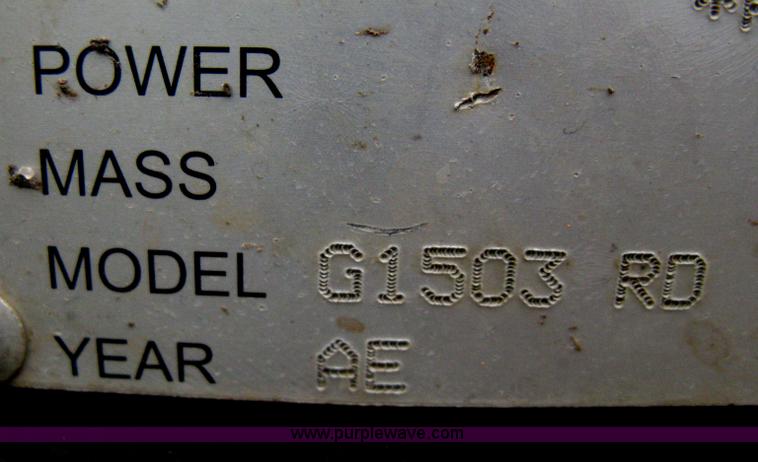 POWER
MASS
MODEL G1503 RD
YEAR AE
www.purplewave.com